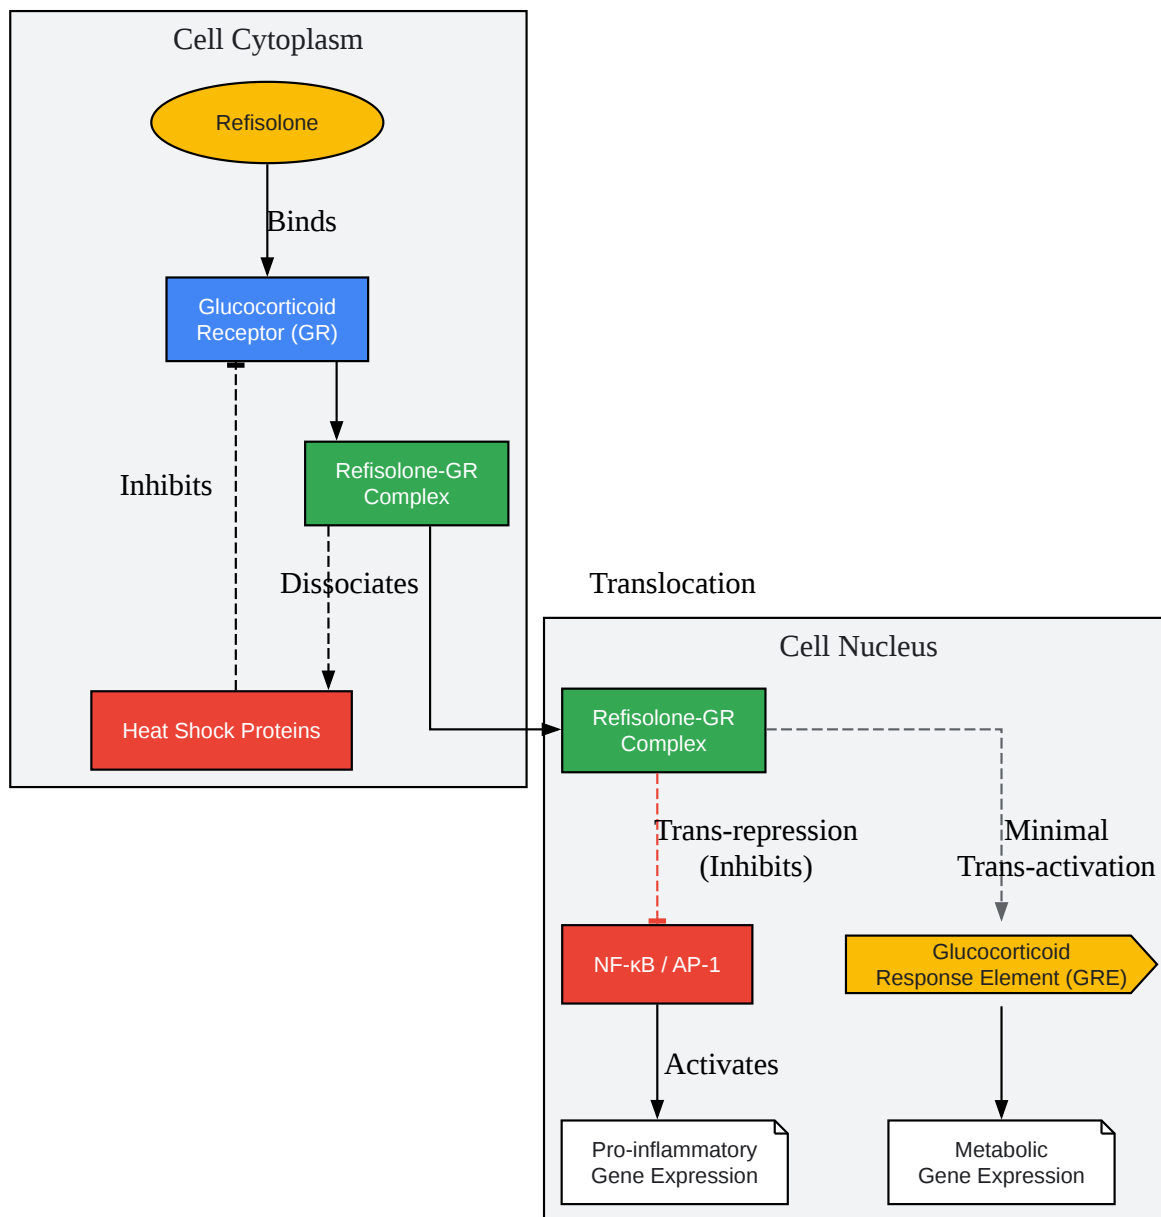 Cell Cytoplasm
Refisolone
Binds
Glucocorticoid
Receptor (GR)
Inhibits
Refisolone-GR
Complex
Dissociates
Translocation
Heat Shock Proteins
Cell Nucleus
Refisolone-GR
Complex
Trans-repression
(Inhibits)
Minimal
Trans-activation
NF-κB / AP-1
Glucocorticoid
Response Element (GRE)
Activates
Pro-inflammatory
Gene Expression
Metabolic
Gene Expression